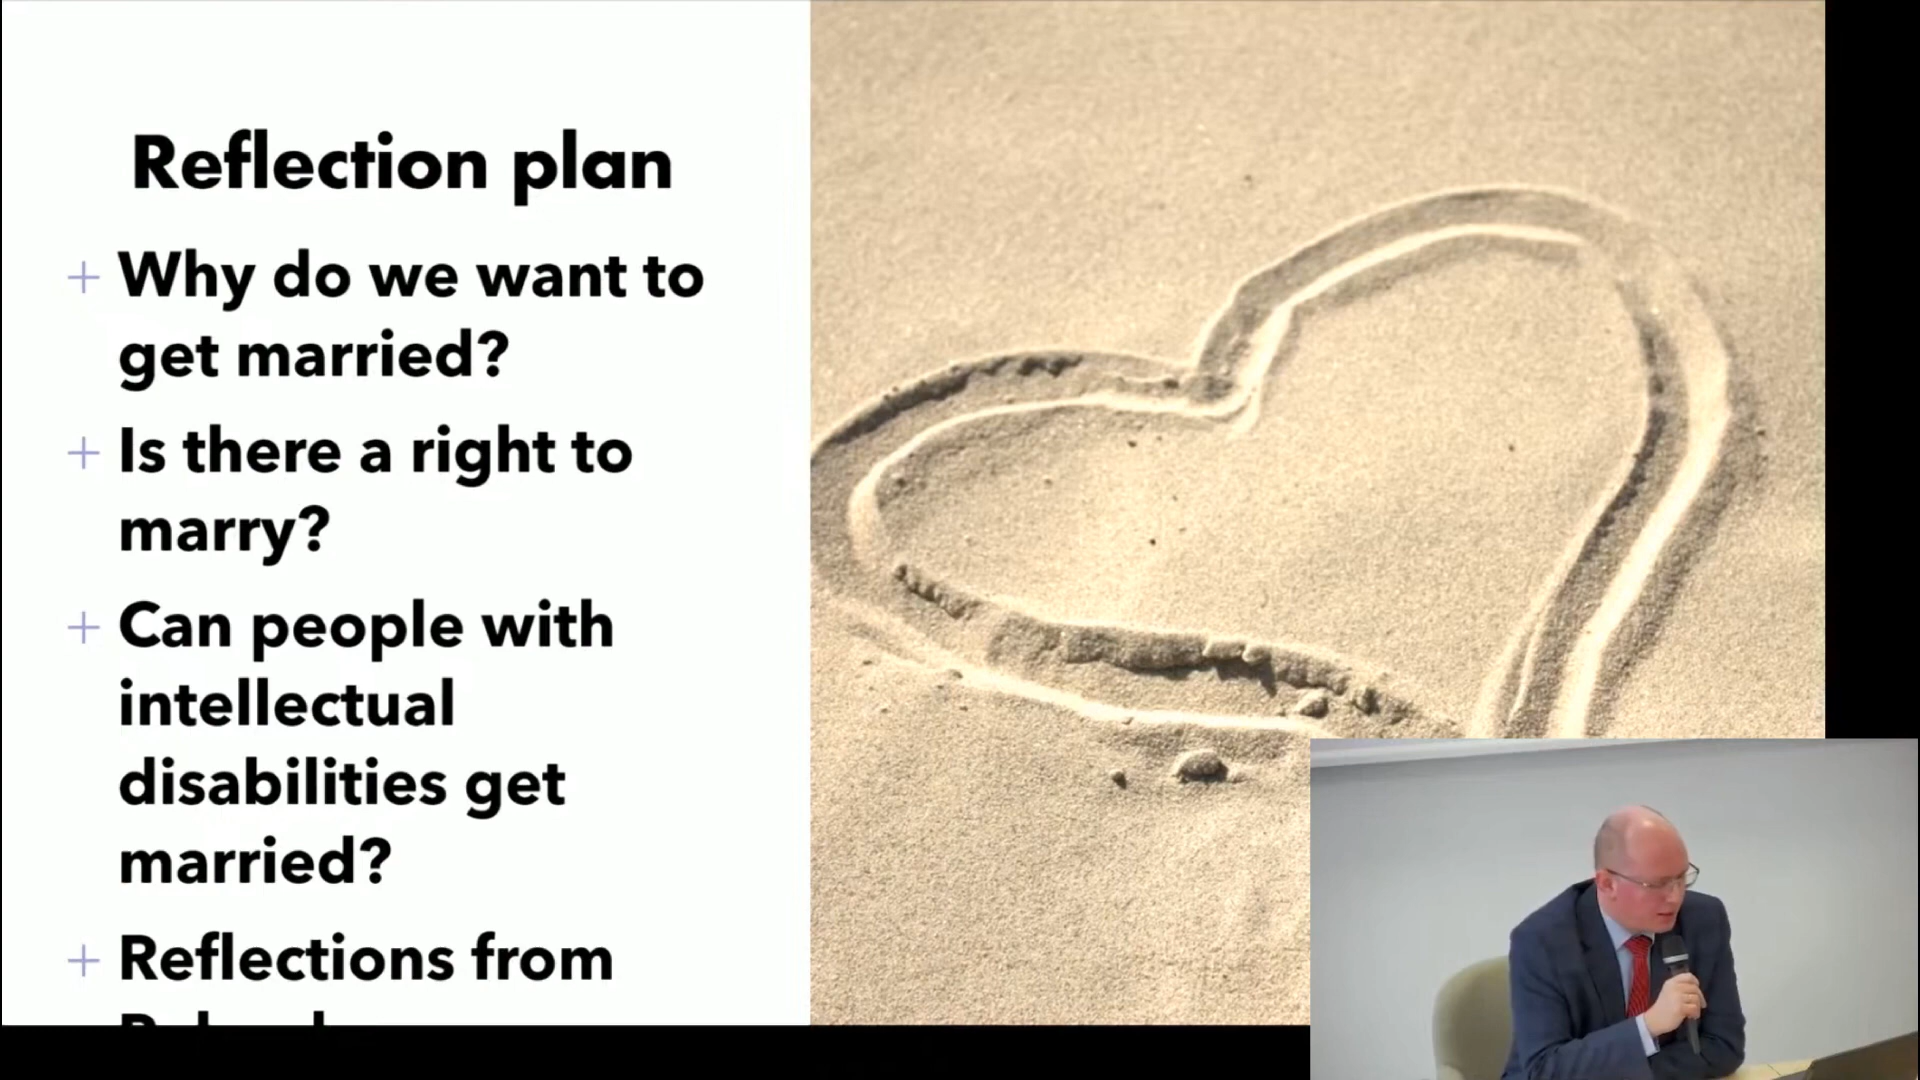 Reflection plan
+ Why do we want to
get married?
+ Is there a right to
marry?
+ Can people with
intellectual
disabilities get
married?
+ Reflections from